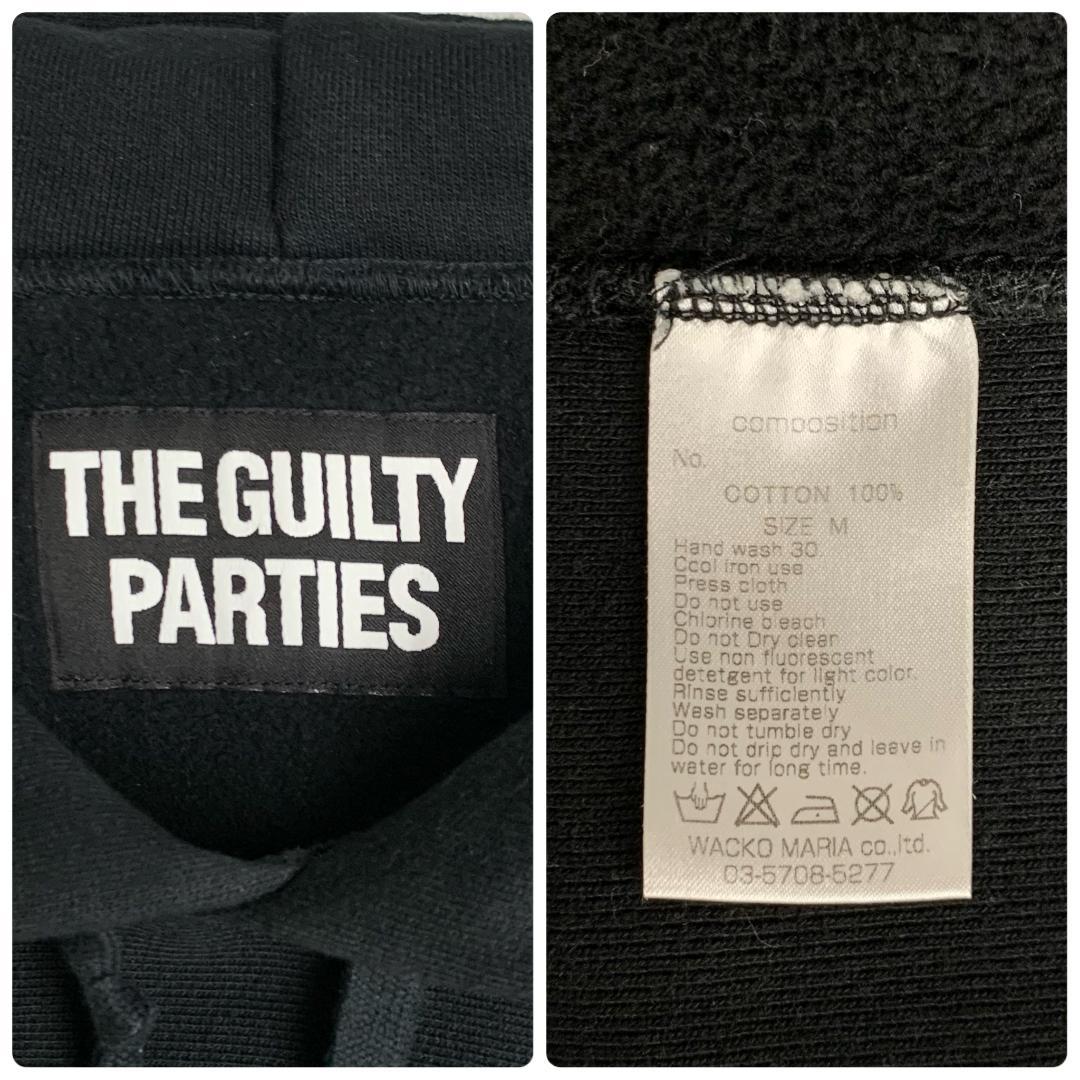 THE GUILTY
PARTIES
composition
No.
COTTON 100%
SIZE M
Hand wash 30.
Cool iron use
Press cloth
Do not use
Chlorine bleach
Do not Dry clean
Use non fluorescent
detetgent for light color.
Rinse sufficiently
Wash separately
Do not tumble dry
Do not drip dry and leave in
water for long time.
WACKO MARIA co.,ltd.
03-5708-5277